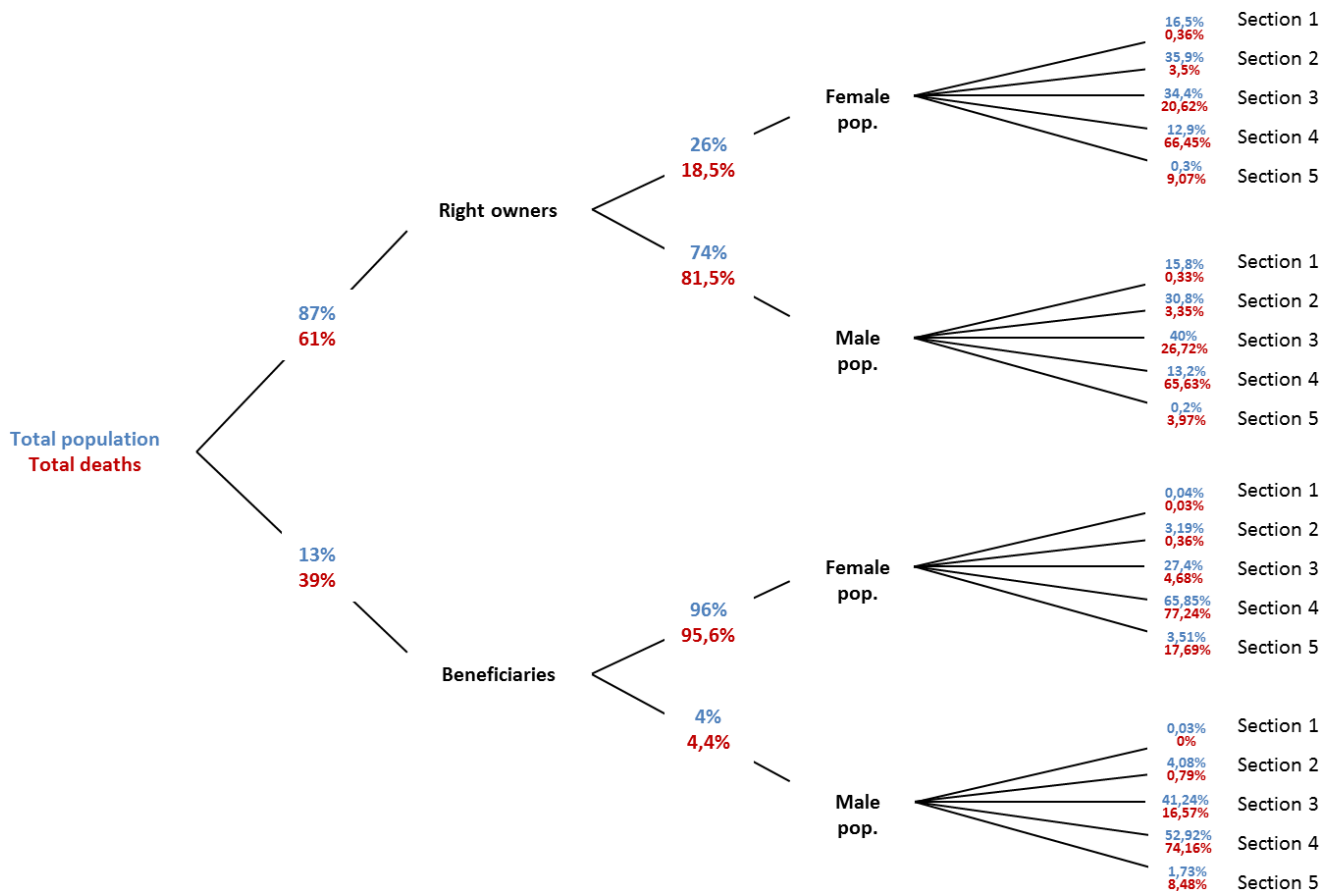 Total population
Total deaths
87%
61%
13%
39%
Right owners
Beneficiaries
26%
18,5%
74%
81,5%
96%
95,6%
4%
4,4%
Female
pop.
16,5%
0,36%
Section 1
35,9%
3,5%
Section 2
34,4%
20,62%
Section 3
12,9%
66,45%
Section 4
0,3%
9,07%
Section 5
Male
pop.
15,8%
0,33%
Section 1
30,8%
3,35%
Section 2
40%
26,72%
Section 3
13,2%
65,63%
Section 4
0,2%
3,97%
Section 5
Female
pop.
0,04%
0,03%
Section 1
3,19%
0,36%
Section 2
27,4%
4,68%
Section 3
65,85%
77,24%
Section 4
3,51%
17,69%
Section 5
Male
pop.
0,03%
0%
Section 1
4,08%
0,79%
Section 2
41,24%
16,57%
Section 3
52,92%
74,16%
Section 4
1,73%
8,48%
Section 5